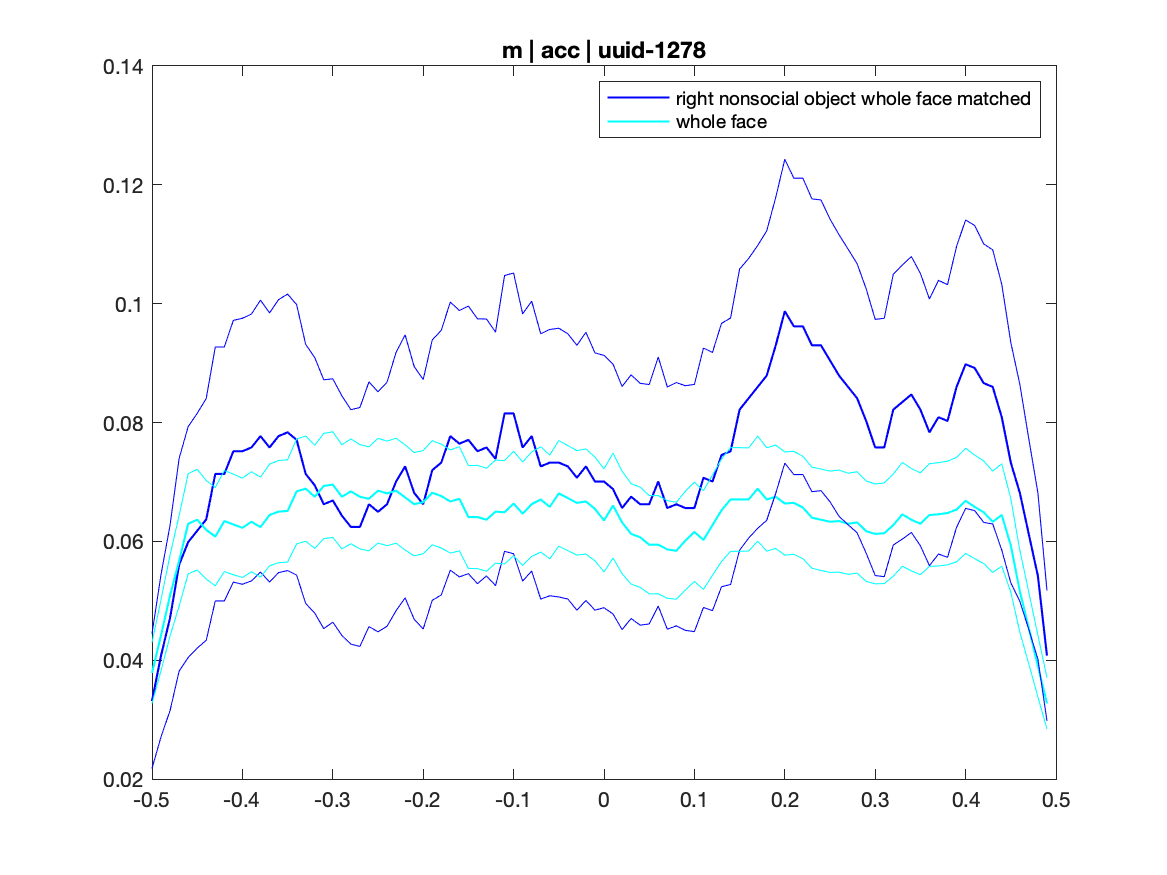 m | acc | uuid-1278
0.14
0.12
0.1
0.08
0.06
0.04
0.02
right nonsocial object whole face matched
whole face
-0.5 -0.4 -0.3 -0.2 -0.1 0 0.1 0.2 0.3 0.4 0.5